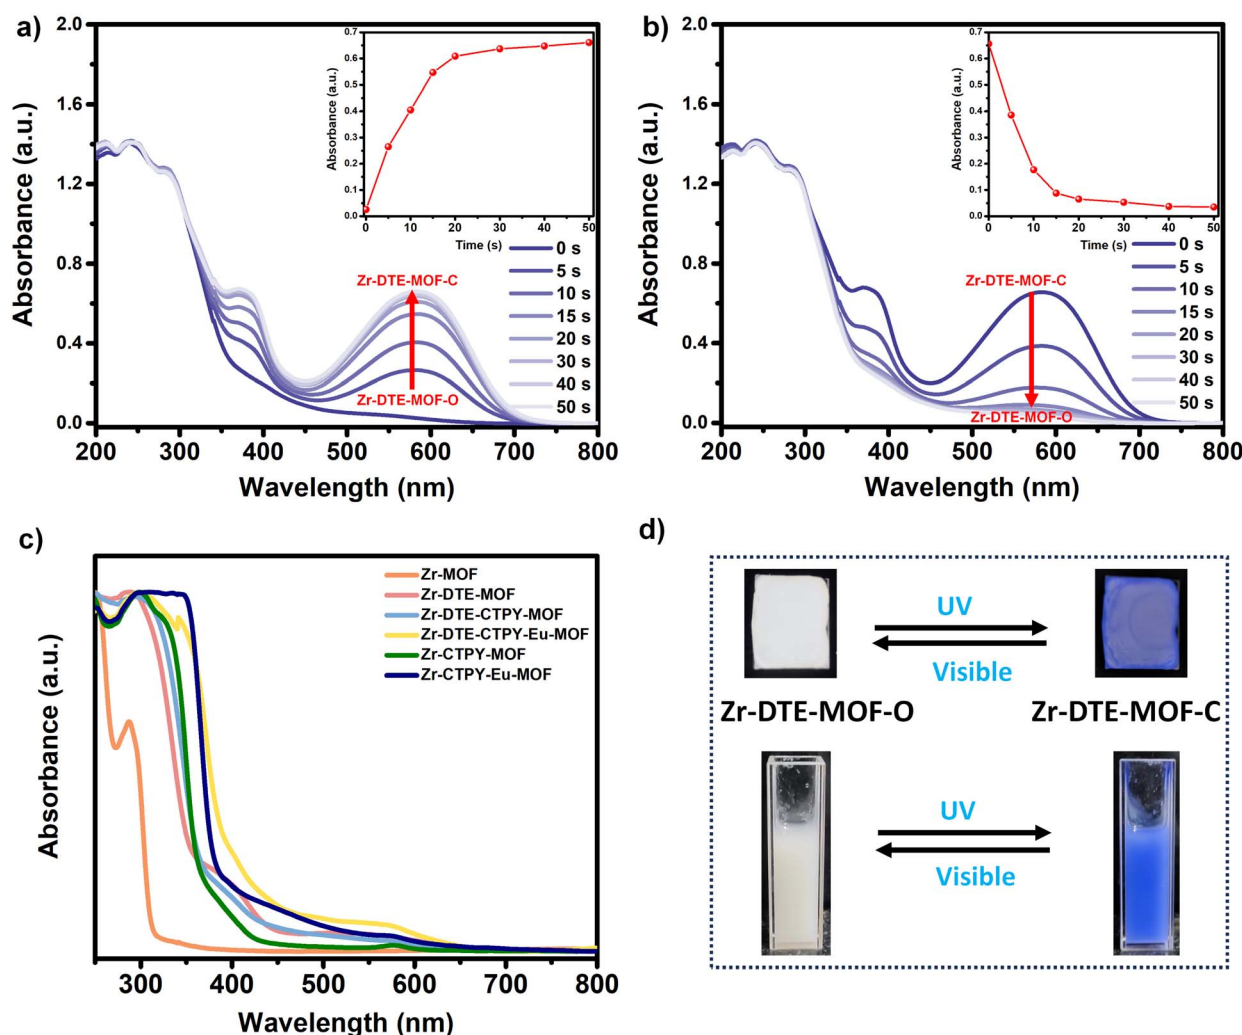 a)
Absorbance (a.u.)
2.0
1.6
1.2
0.8
0.4
0.0
200 300 400 500 600 700 800
Wavelength (nm)
Absorbance (a.u.)
0.7
0.6
0.5
0.4
0.3
0.2
0.1
0.0
0 10 20 30 40 50
Time (s)
Zr-DTE-MOF-C
Zr-DTE-MOF-O
0 s
5 s
10 s
15 s
20 s
30 s
40 s
50 s
b)
Absorbance (a.u.)
2.0
1.6
1.2
0.8
0.4
0.0
200 300 400 500 600 700 800
Wavelength (nm)
Absorbance (a.u.)
0.7
0.6
0.5
0.4
0.3
0.2
0.1
0.0
0 10 20 30 40 50
Time (s)
Zr-DTE-MOF-C
Zr-DTE-MOF-O
0 s
5 s
10 s
15 s
20 s
30 s
40 s
50 s
c)
Absorbance (a.u.)
Zr-MOF
Zr-DTE-MOF
Zr-DTE-CTPY-MOF
Zr-DTE-CTPY-Eu-MOF
Zr-CTPY-MOF
Zr-CTPY-Eu-MOF
300 400 500 600 700 800
Wavelength (nm)
d)
UV
Visible
Zr-DTE-MOF-O Zr-DTE-MOF-C
UV
Visible